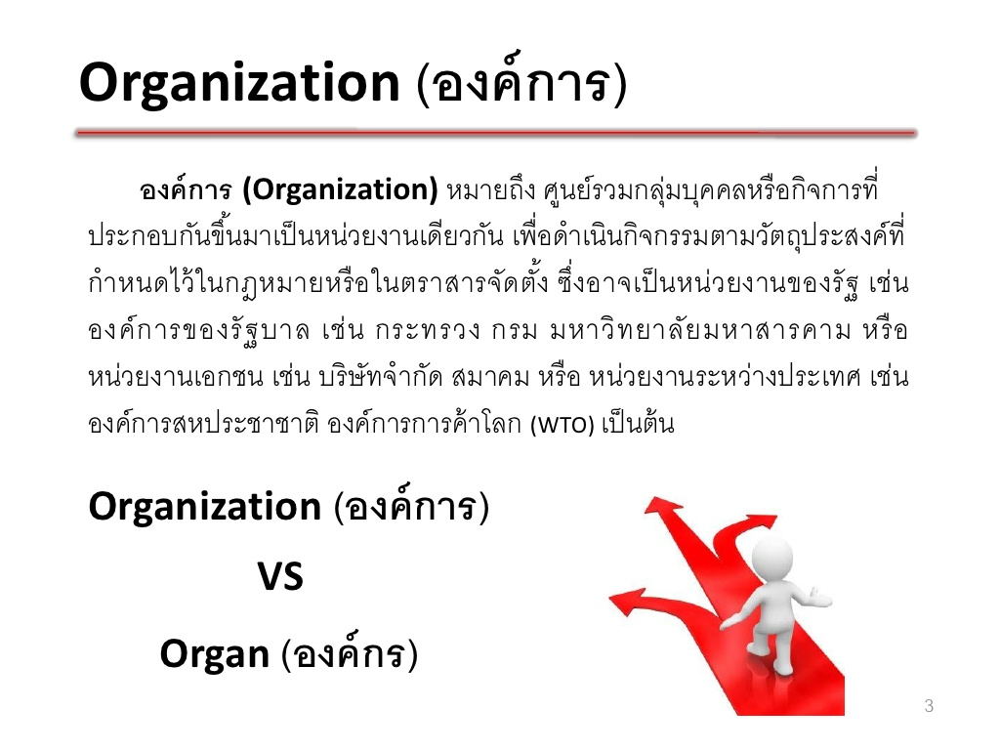 Organization (องค์การ)
องค์การ (Organization) หมายถึง ศูนย์รวมกลุ่มบุคคลหรือกิจการที่
ประกอบกันขึ้นมาเป็นหน่วยงานเดียวกัน เพื่อดำเนินกิจกรรมตามวัตถุประสงค์ที่
กำหนดไว้ในกฎหมายหรือในตราสารจัดตั้ง ซึ่งอาจเป็นหน่วยงานของรัฐ เช่น
องค์การของรัฐบาล เช่น กระทรวง กรม มหาวิทยาลัยมหาสารคาม หรือ
หน่วยงานเอกชน เช่น บริษัทจำกัด สมาคม หรือ หน่วยงานระหว่างประเทศ เช่น
องค์การสหประชาชาติ องค์การการค้าโลก (WTO) เป็นต้น
Organization (องค์การ)
VS
Organ (องค์กร)
3